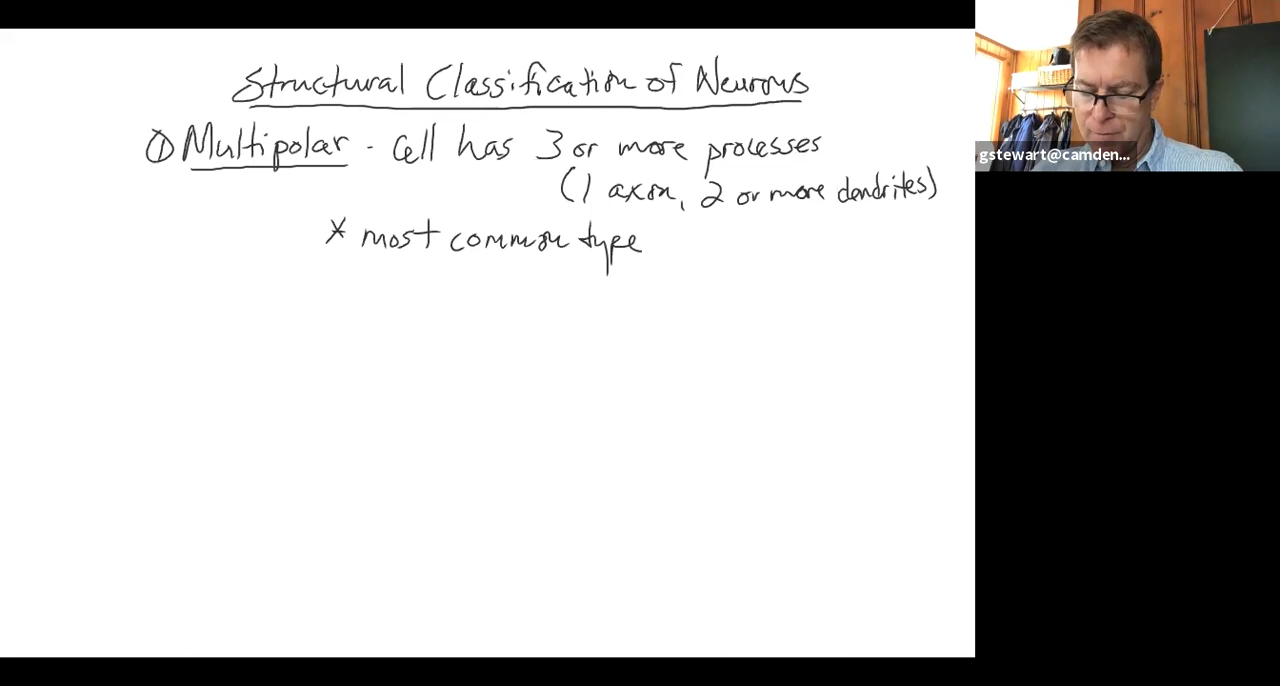 Structural Classification of Neurons
① Multipolar - cell has 3 or more processes
(1 axon, 2 or more dendrites)
* most common type
gstewart@camden...